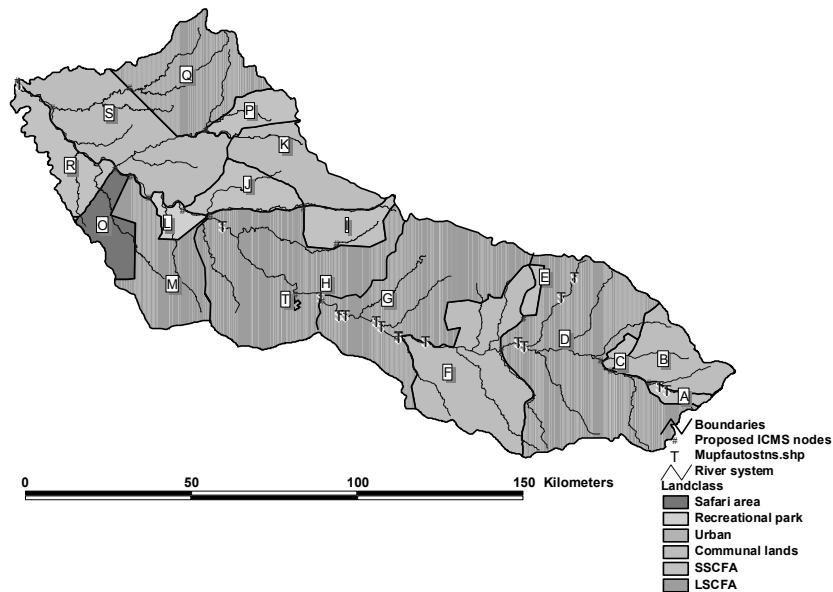 Q
S
P
K
R
J
O
L
I
T
M
H
E
T
T
G
T
TT
T
T
D
T
T
T
T
C
B
F
T
T
A
Boundaries
# Proposed ICMS nodes
T Mupfautostns.shp
River system
Landclass
Safari area
Recreational park
Urban
Communal lands
SSCFA
LSCFA
0 50 100 150 Kilometers